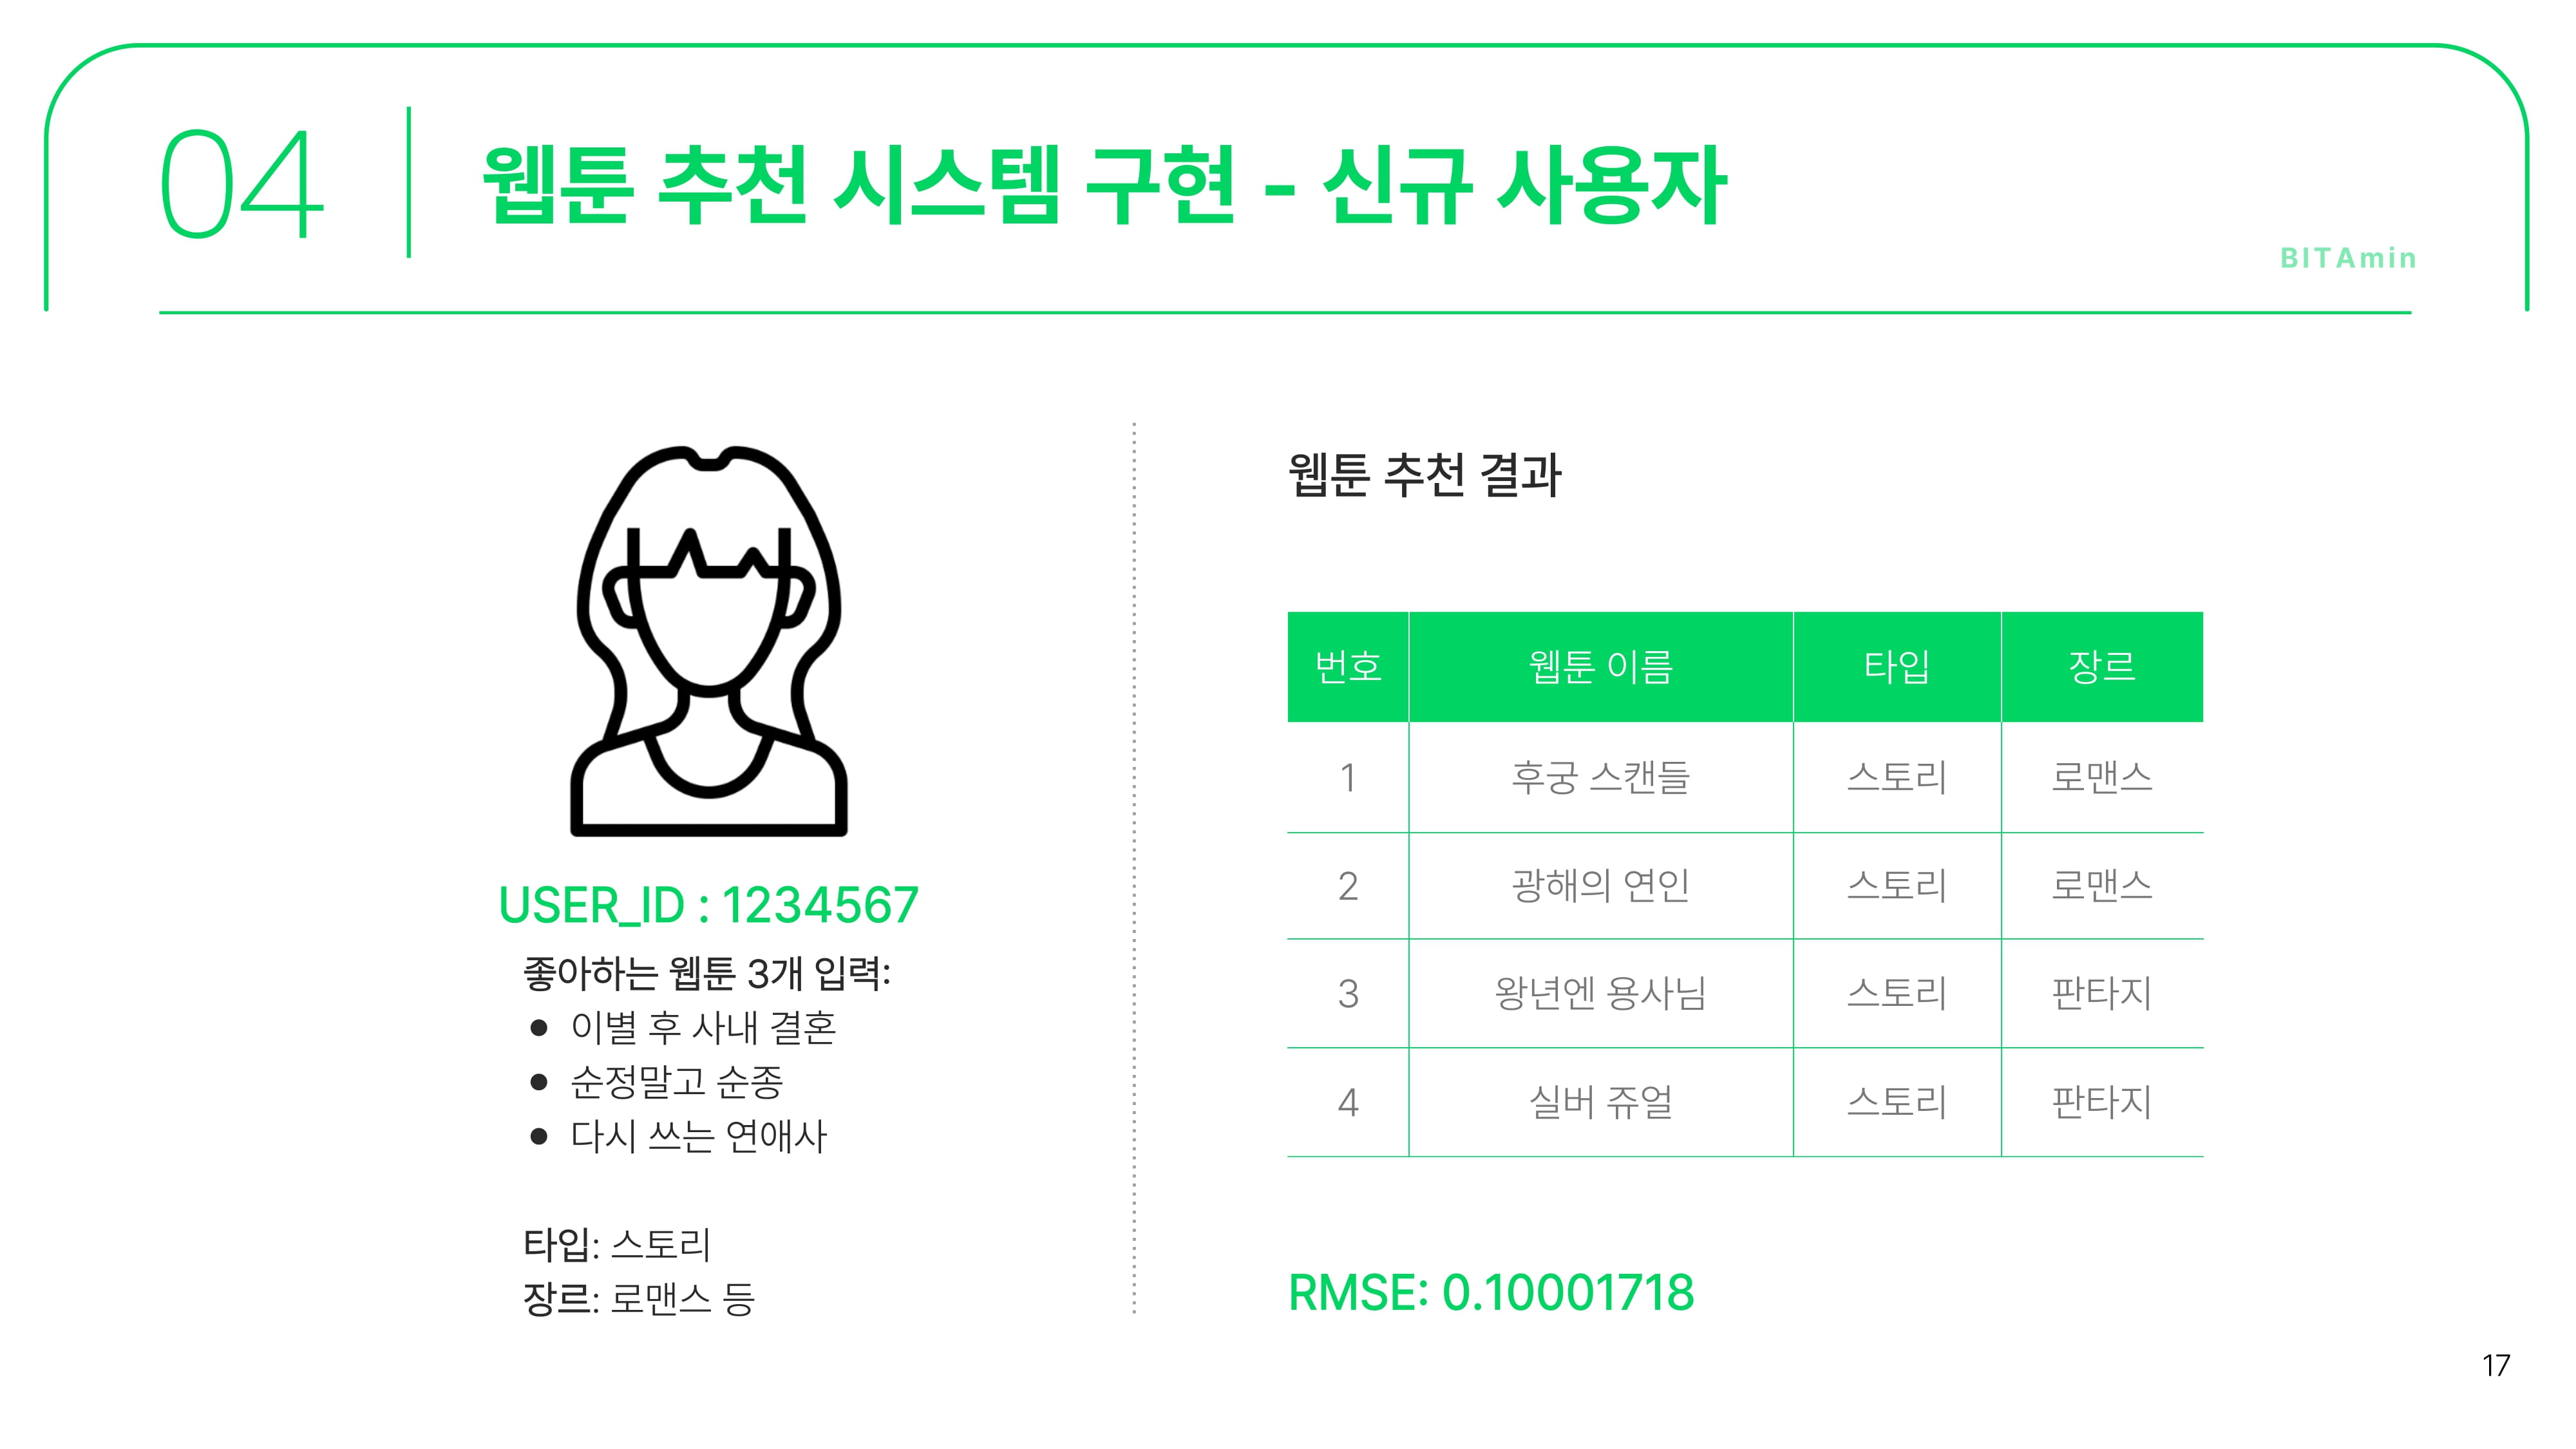 04
웹툰 추천 시스템 구현 - 신규 사용자
BITAmin
USER_ID : 1234567
좋아하는 웹툰 3개 입력:
● 이별 후 사내 결혼
● 순정말고 순종
● 다시 쓰는 연애사
타입: 스토리
장르: 로맨스 등
웹툰 추천 결과
번호 웹툰 이름 타입 장르
1 후궁 스캔들 스토리 로맨스
2 광해의 연인 스토리 로맨스
3 왕년엔 용사님 스토리 판타지
4 실버 쥬얼 스토리 판타지
RMSE: 0.10001718
17